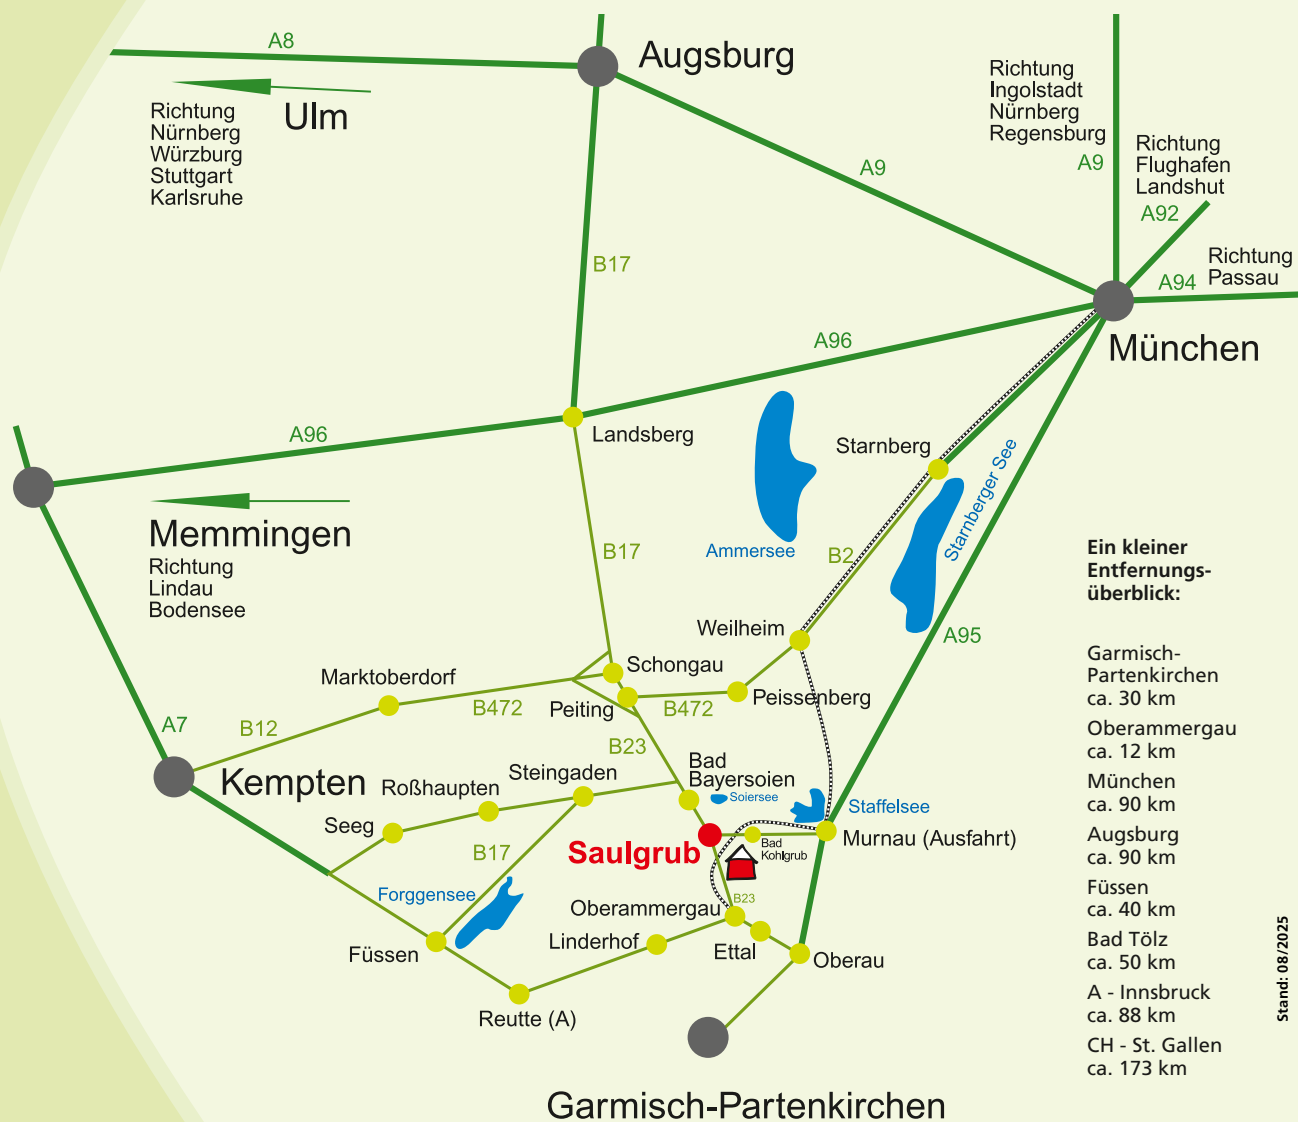 A8
Augsburg
Ulm
Richtung
Nürnberg
Würzburg
Stuttgart
Karlsruhe
Richtung
Ingolstadt
Nürnberg
Regensburg
A9
Richtung
Flughafen
Landshut
A92
A9
B17
Richtung
Passau
A94
München
A96
A96
Landsberg
Starnberg
Starnberger See
Memmingen
Richtung
Lindau
Bodensee
B17
Ammersee
B2
A95
Weilheim
Schongau
Marktoberdorf
B472
Peiting
B472
Peissenberg
A7
B12
B23
Kempten
Steingaden
Bad
Bayersoien
Roßhaupten
Soiersee
Staffelsee
Seeg
B17
Saulgrub
Bad
Kohlgrub
Murnau (Ausfahrt)
Forggensee
B23
Oberammergau
Füssen
Linderhof
Ettal
Oberau
Reutte (A)
Garmisch-Partenkirchen
Ein kleiner
Entfernungs-
überblick:
Garmisch-
Partenkirchen
ca. 30 km
Oberammergau
ca. 12 km
München
ca. 90 km
Augsburg
ca. 90 km
Füssen
ca. 40 km
Bad Tölz
ca. 50 km
A - Innsbruck
ca. 88 km
CH - St. Gallen
ca. 173 km
Stand: 08/2025